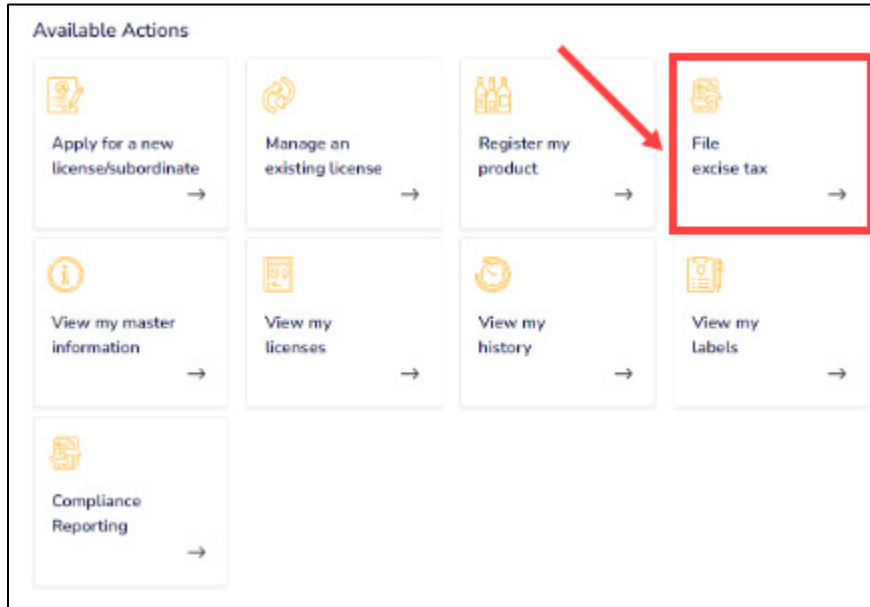 Available Actions
Apply for a new
license/subordinate
Manage an
existing license
Register my
product
File
excise tax
View my master
information
View my
licenses
View my
history
View my
labels
Compliance
Reporting